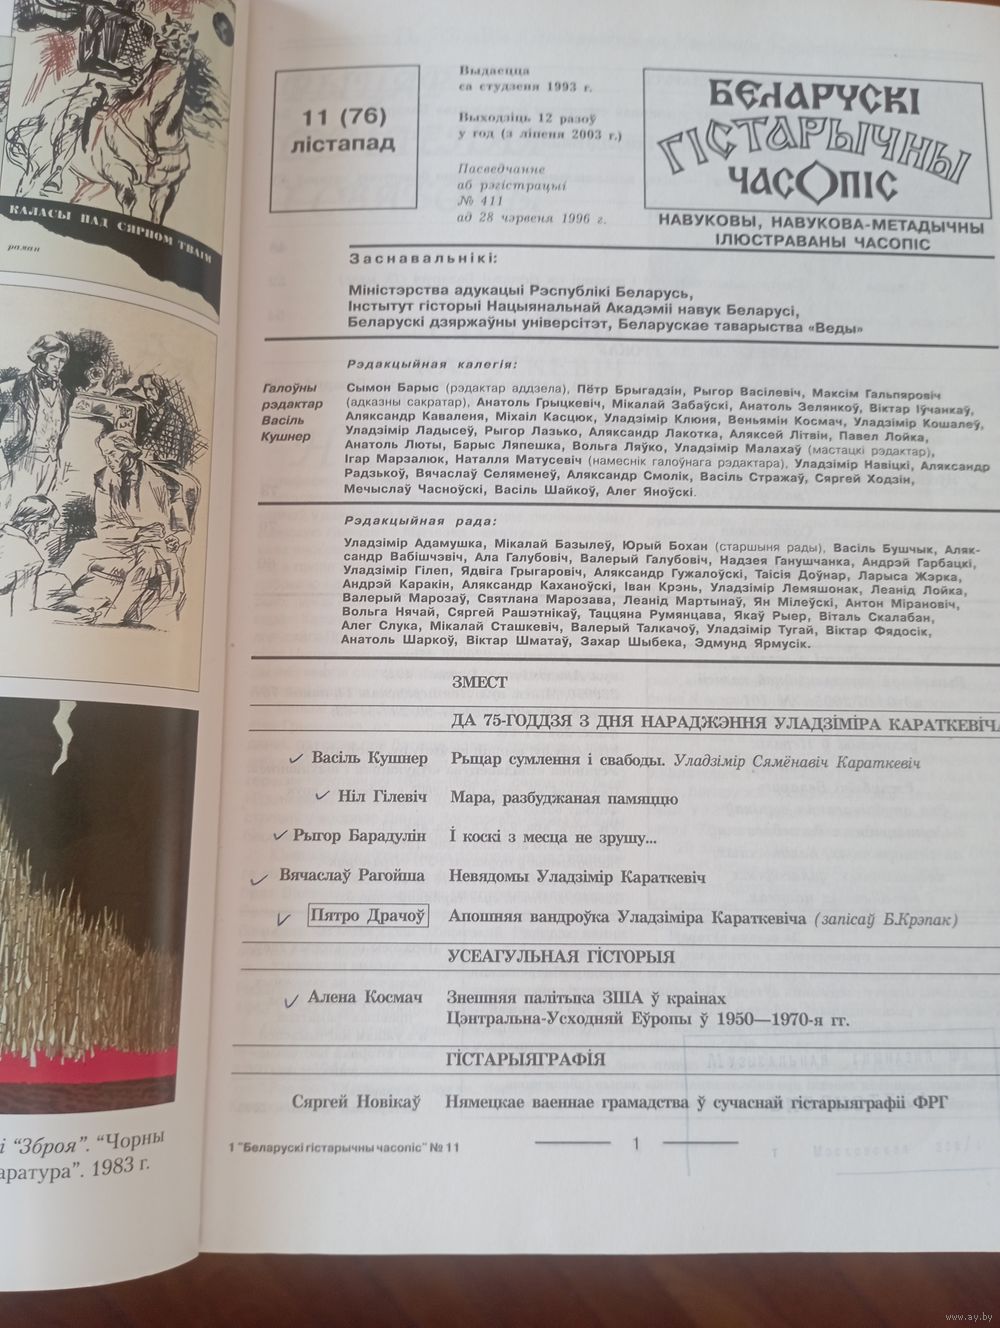 КАЛАСЫ ПАД СЯРПОМ ТВАІМ
раман
і “Зброя”. “Чорны
аратура”. 1983 г.
11 (76)
лістапад
Выдаецца
са студзеня 1993 г.
Выходзіць 12 разоў
у год (з ліпеня 2003 г.)
Пасведчанне
аб рэгістрацыі
№ 411
ад 28 чэрвеня 1996 г.
БЕЛАРУСКІ
ГІСТАРЫЧНЫ
ЧАСОПІС
НАВУКОВЫ, НАВУКОВА-МЕТАДЫЧНЫ
ІЛЮСТРАВАНЫ ЧАСОПІС
Заснавальнікі:
Міністэрства адукацыі Рэспублікі Беларусь,
Інстытут гісторыі Нацыянальнай Акадэміі навук Беларусі,
Беларускі дзяржаўны універсітэт, Беларускае таварыства «Веды»
Рэдакцыйная калегія:
Галоўны
рэдактар
Васіль
Кушнер
Сымон Барыс (рэдактар аддзела), Пётр Брыгадзін, Рыгор Васілевіч, Максім Гальпяровіч
(адказны сакратар), Анатоль Грыцкевіч, Мікалай Забаўскі, Анатоль Зелянкоў, Віктар Іўчанкаў,
Аляксандр Каваленя, Міхаіл Касцюк, Уладзімір Клюня, Веньямін Космач, Уладзімір Кошалеў,
Уладзімір Ладысеў, Рыгор Лазько, Аляксандр Лакотка, Аляксей Літвін, Павел Лойка,
Анатоль Люты, Барыс Ляпешка, Вольга Ляўко, Уладзімір Малахаў (мастацкі рэдактар),
Ігар Марзалюк, Наталля Матусевіч (намеснік галоўнага рэдактара), Уладзімір Навіцкі, Аляксандр
Радзькоў, Вячаслаў Селяменеў, Аляксандр Смолік, Васіль Стражаў, Сяргей Ходзін,
Мечыслаў Часноўскі, Васіль Шайкоў, Алег Яноўскі.
Рэдакцыйная рада:
Уладзімір Адамушка, Мікалай Базылеў, Юрый Бохан (старшыня рады), Васіль Бушчык, Аляк-
сандр Вабішчэвіч, Ала Галубовіч, Валерый Галубовіч, Надзея Ганушчанка, Андрэй Гарбацкі,
Уладзімір Гілеп, Ядвіга Грыгаровіч, Аляксандр Гужалоўскі, Таісія Доўнар, Ларыса Жэрка,
Андрэй Каракін, Аляксандр Каханоўскі, Іван Крэнь, Уладзімір Лемяшонак, Леанід Лойка,
Валерый Марозаў, Святлана Марозава, Леанід Мартынаў, Ян Мілеўскі, Антон Мірановіч,
Вольга Нячай, Сяргей Рашэтнікаў, Таццяна Румянцава, Якаў Рыер, Віталь Скалабан,
Алег Слука, Мікалай Сташкевіч, Валерый Талкачоў, Уладзімір Тугай, Віктар Фядосік,
Анатоль Шаркоў, Віктар Шматаў, Захар Шыбека, Эдмунд Ярмусік.
ЗМЕСТ
ДА 75-ГОДДЗЯ З ДНЯ НАРАДЖЭННЯ УЛАДЗІМІРА КАРАТКЕВІЧА
Васіль Кушнер Рыцар сумлення і свабоды. Уладзімір Сямёнавіч Караткевіч
Ніл Гілевіч Мара, разбуджаная памяццю
Рыгор Барадулін І коскі з месца не зрушу...
Вячаслаў Рагойша Невядомы Уладзімір Караткевіч
Пятро Драчоў Апошняя вандроўка Уладзіміра Караткевіча (запісаў Б.Крэпак)
УСЕАГУЛЬНАЯ ГІСТОРЫЯ
Алена Космач Знешняя палітыка ЗША ў краінах
Цэнтральна-Усходняй Еўропы ў 1950—1970-я гг.
ГІСТАРЫЯГРАФІЯ
Сяргей Новікаў Нямецкае ваеннае грамадства ў сучаснай гістарыяграфіі ФРГ
1 "Беларускі гістарычны часопіс" № 11
1
www.ay.by